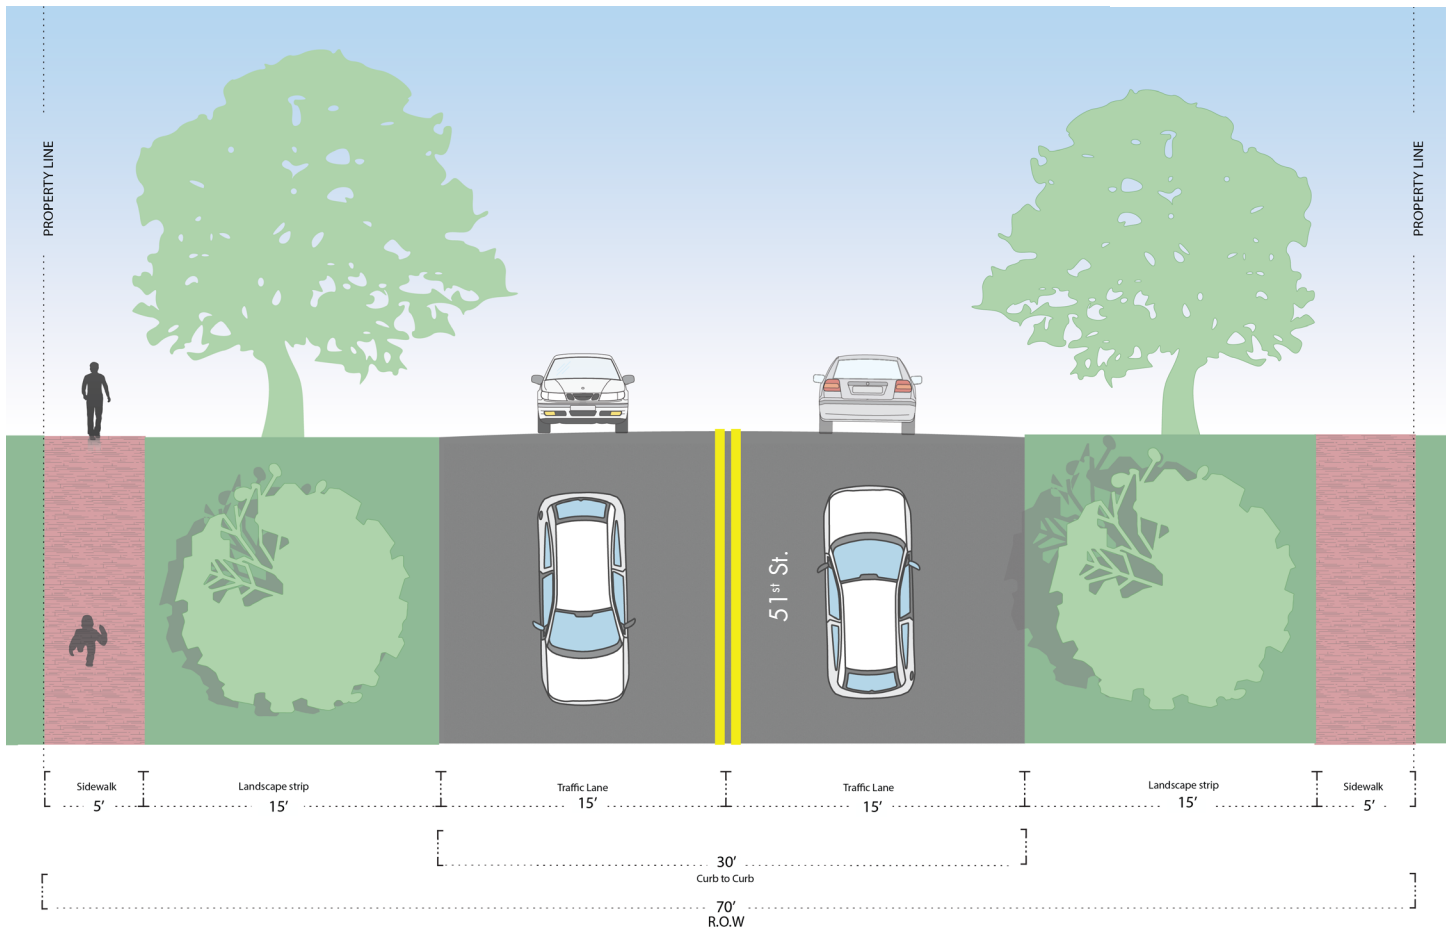 PROPERTY LINE
PROPERTY LINE
51st St.
Sidewalk
5'
Landscape strip
15'
Traffic Lane
15'
Traffic Lane
15'
Landscape strip
15'
Sidewalk
5'
30'
Curb to Curb
70'
R.O.W